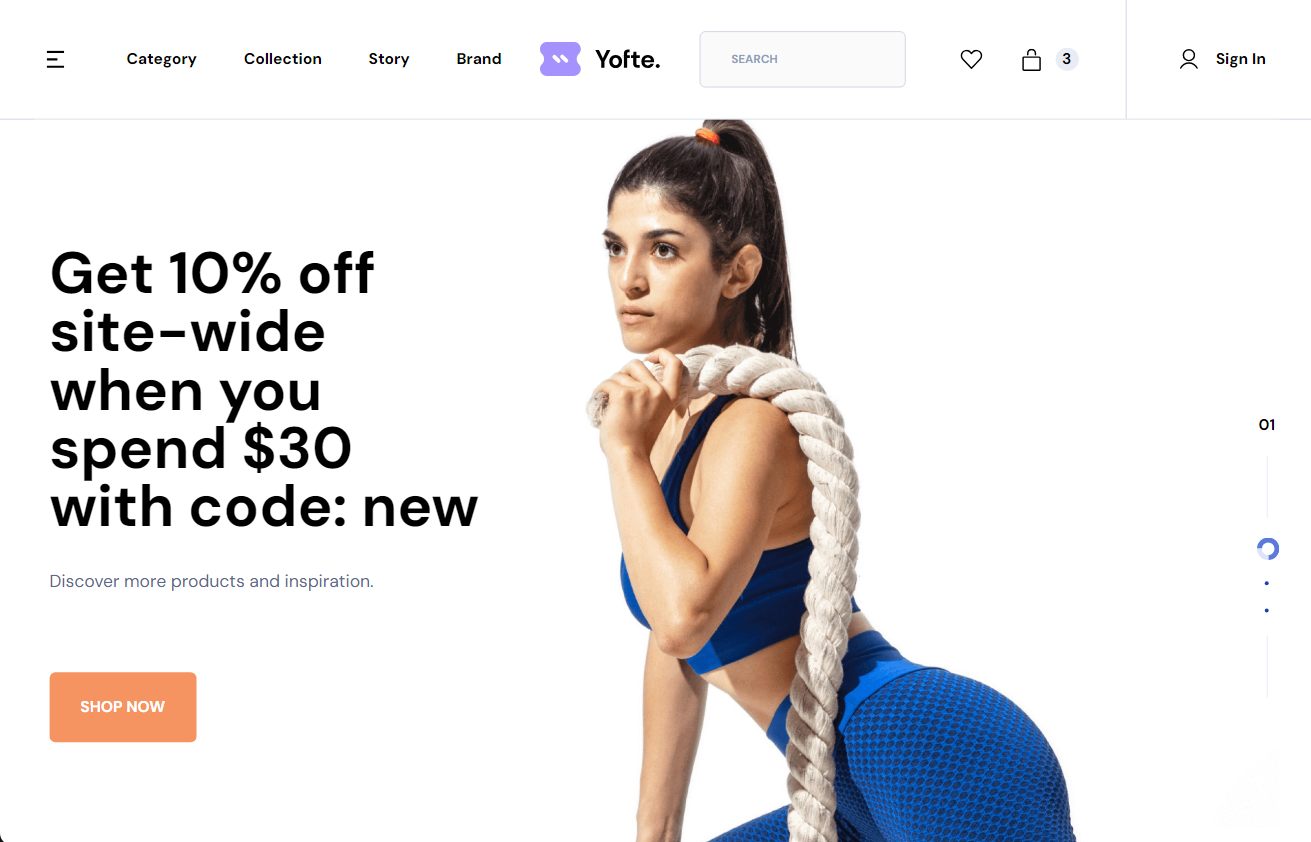 Category Collection Story Brand Yofte. SEARCH 3 Sign In
Get 10% off
site-wide
when you
spend $30
with code: new
01
Discover more products and inspiration.
SHOP NOW